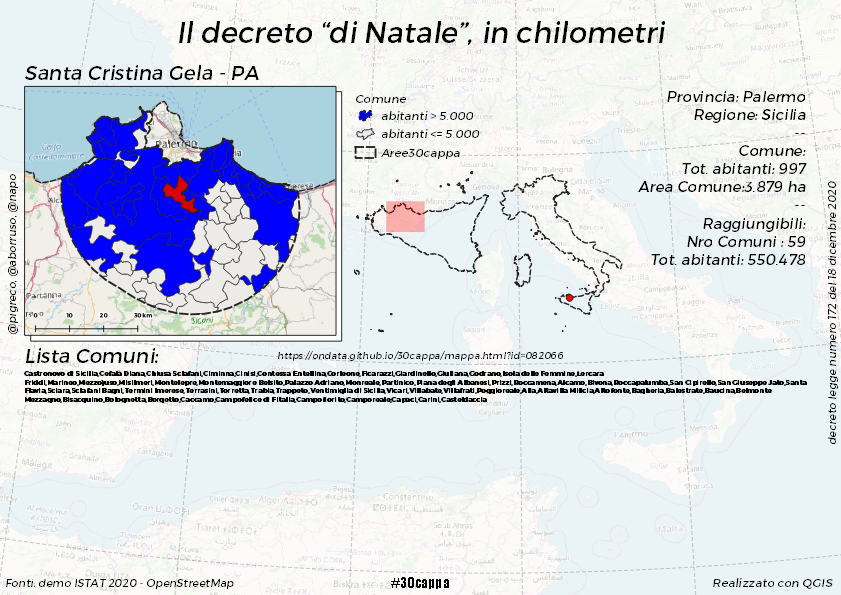 Il decreto “di Natale”, in chilometri
Santa Cristina Gela - PA
Palermo
Partanna
Sicani
0 10 20 30 km
Comune
abitanti > 5.000
abitanti <= 5.000
Aree30cappa
Provincia: Palermo
Regione: Sicilia
--
Comune:
Tot. abitanti: 997
Area Comune:3.879 ha
--
Raggiungibili:
Nro Comuni : 59
Tot. abitanti: 550.478
@pigreco, @aborruso, @napo
decreto legge numero 172 del 18 dicembre 2020
Lista Comuni:
https://ondata.github.io/30cappa/mappa.html?id=082066
Castronovo di Sicilia,Cefalà Diana,Chiusa Sclafani,Ciminna,Cinisi,Contessa Entellina,Corleone,Ficarazzi,Giardinello,Giuliana,Godrano,Isola delle Femmine,Lercara
Friddi,Marineo,Mezzojuso,Misilmeri,Montelepre,Montemaggiore Belsito,Palazzo Adriano,Monreale,Partinico,Piana degli Albanesi,Prizzi,Roccamena,Alcamo,Bivona,Roccapalumba,San Cipirello,San Giuseppe Jato,Santa
Flavia,Sciara,Sclafani Bagni,Termini Imerese,Terrasini,Torretta,Trabia,Trappeto,Ventimiglia di Sicilia,Vicari,Villabate,Villafrati,Poggioreale,Alia,Altavilla Milicia,Altofonte,Bagheria,Balestrate,Baucina,Belmonte
Mezzagno,Bisacquino,Bolognetta,Borgetto,Caccamo,Campofelice di Fitalia,Campofiorito,Camporeale,Capaci,Carini,Casteldaccia
Constantine
Malta
Fonti: demo ISTAT 2020 - OpenStreetMap
#30cappa
Realizzato con QGIS